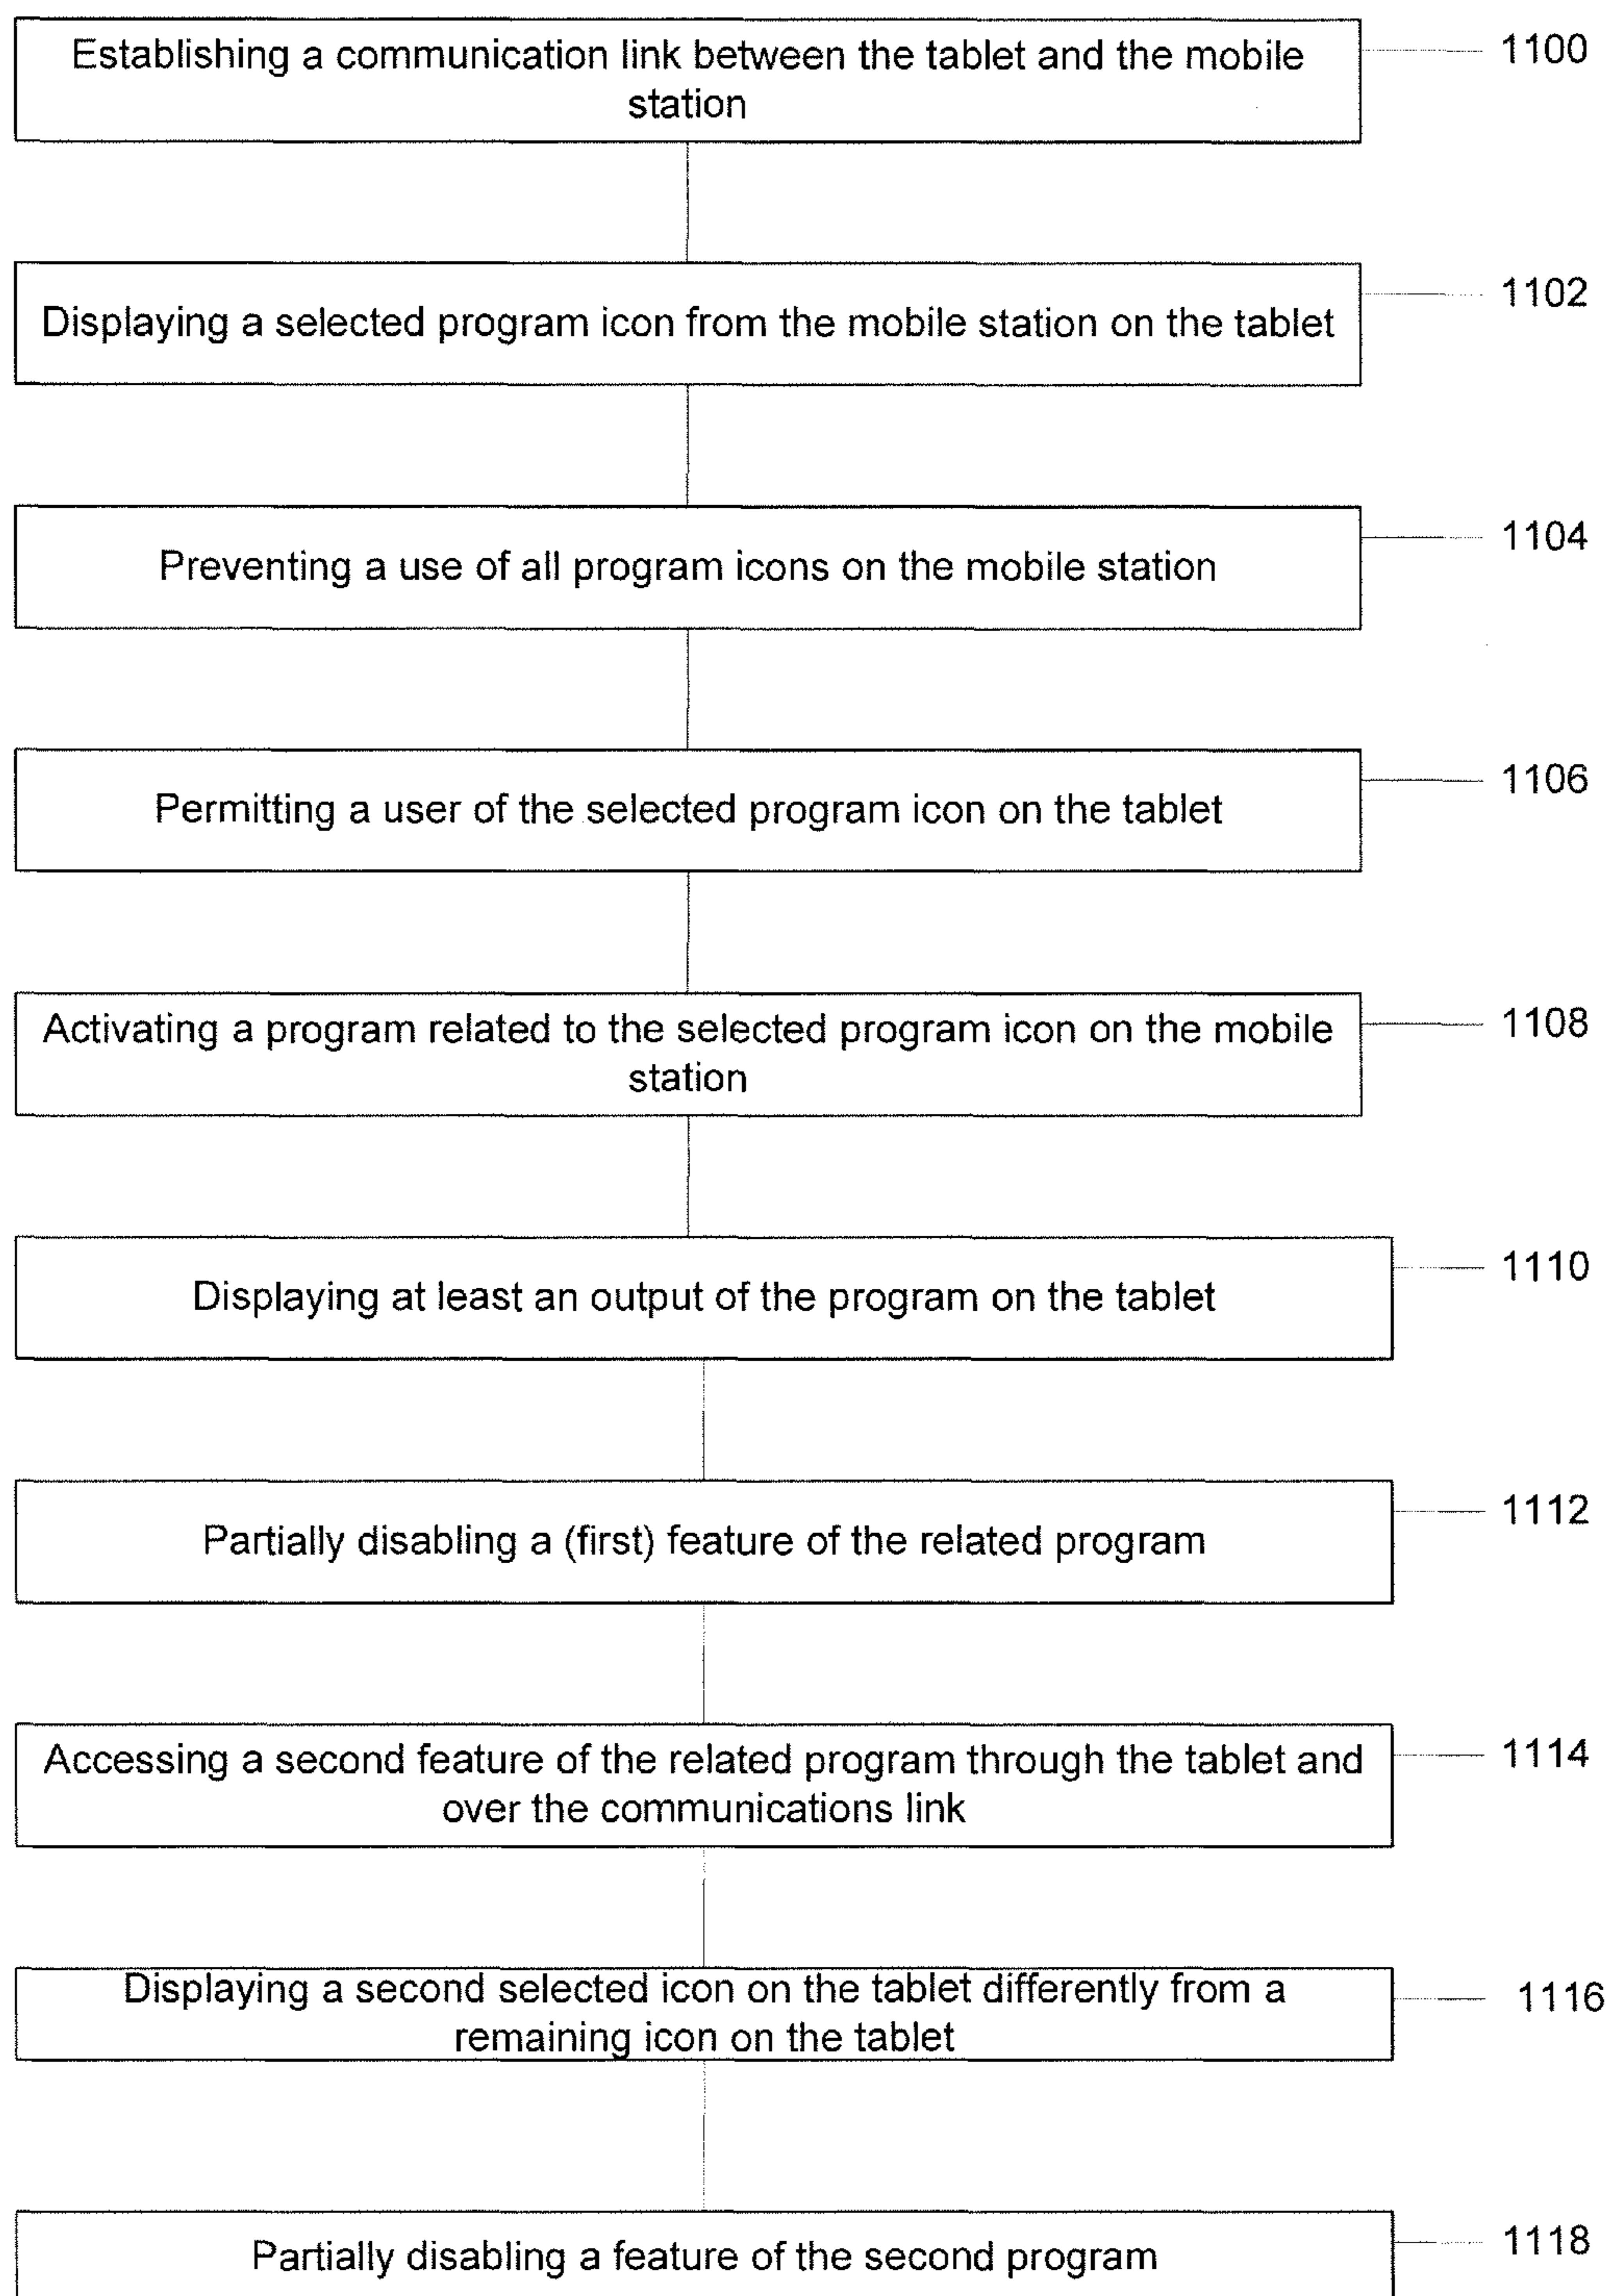 Establishing a communication link between the tablet and the mobile
station
1100
Displaying a selected program icon from the mobile station on the tablet
1102
Preventing a use of all program icons on the mobile station
1104
Permitting a user of the selected program icon on the tablet
1106
Activating a program related to the selected program icon on the mobile
station
1108
Displaying at least an output of the program on the tablet
1110
Partially disabling a (first) feature of the related program
1112
Accessing a second feature of the related program through the tablet and
over the communications link
1114
Displaying a second selected icon on the tablet differently from a
remaining icon on the tablet
1116
Partially disabling a feature of the second program
1118